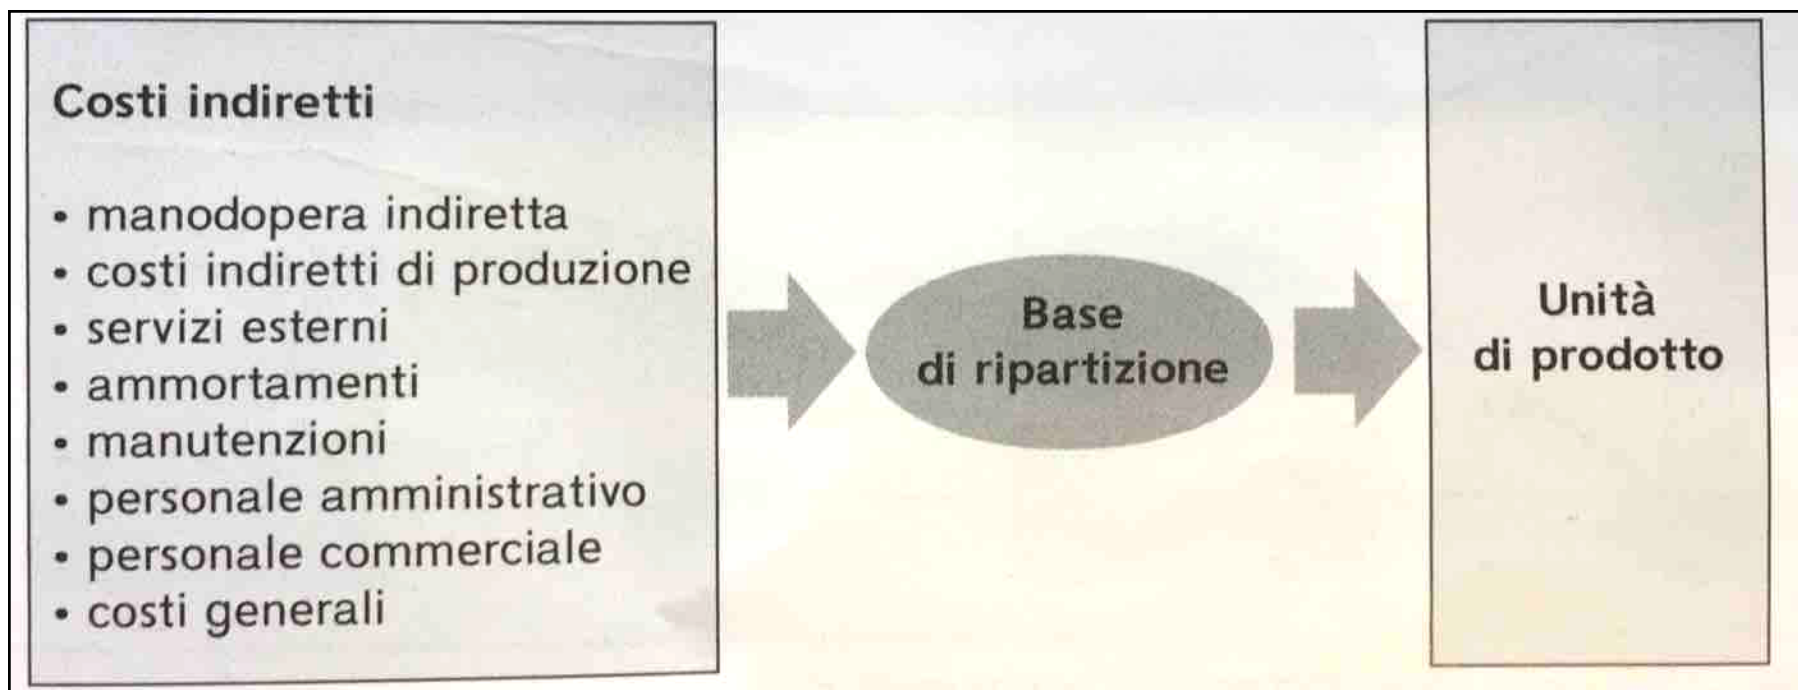 Costi indiretti
• manodopera indiretta
• costi indiretti di produzione
• servizi esterni
• ammortamenti
• manutenzioni
• personale amministrativo
• personale commerciale
• costi generali
Base
di ripartizione
Unità
di prodotto